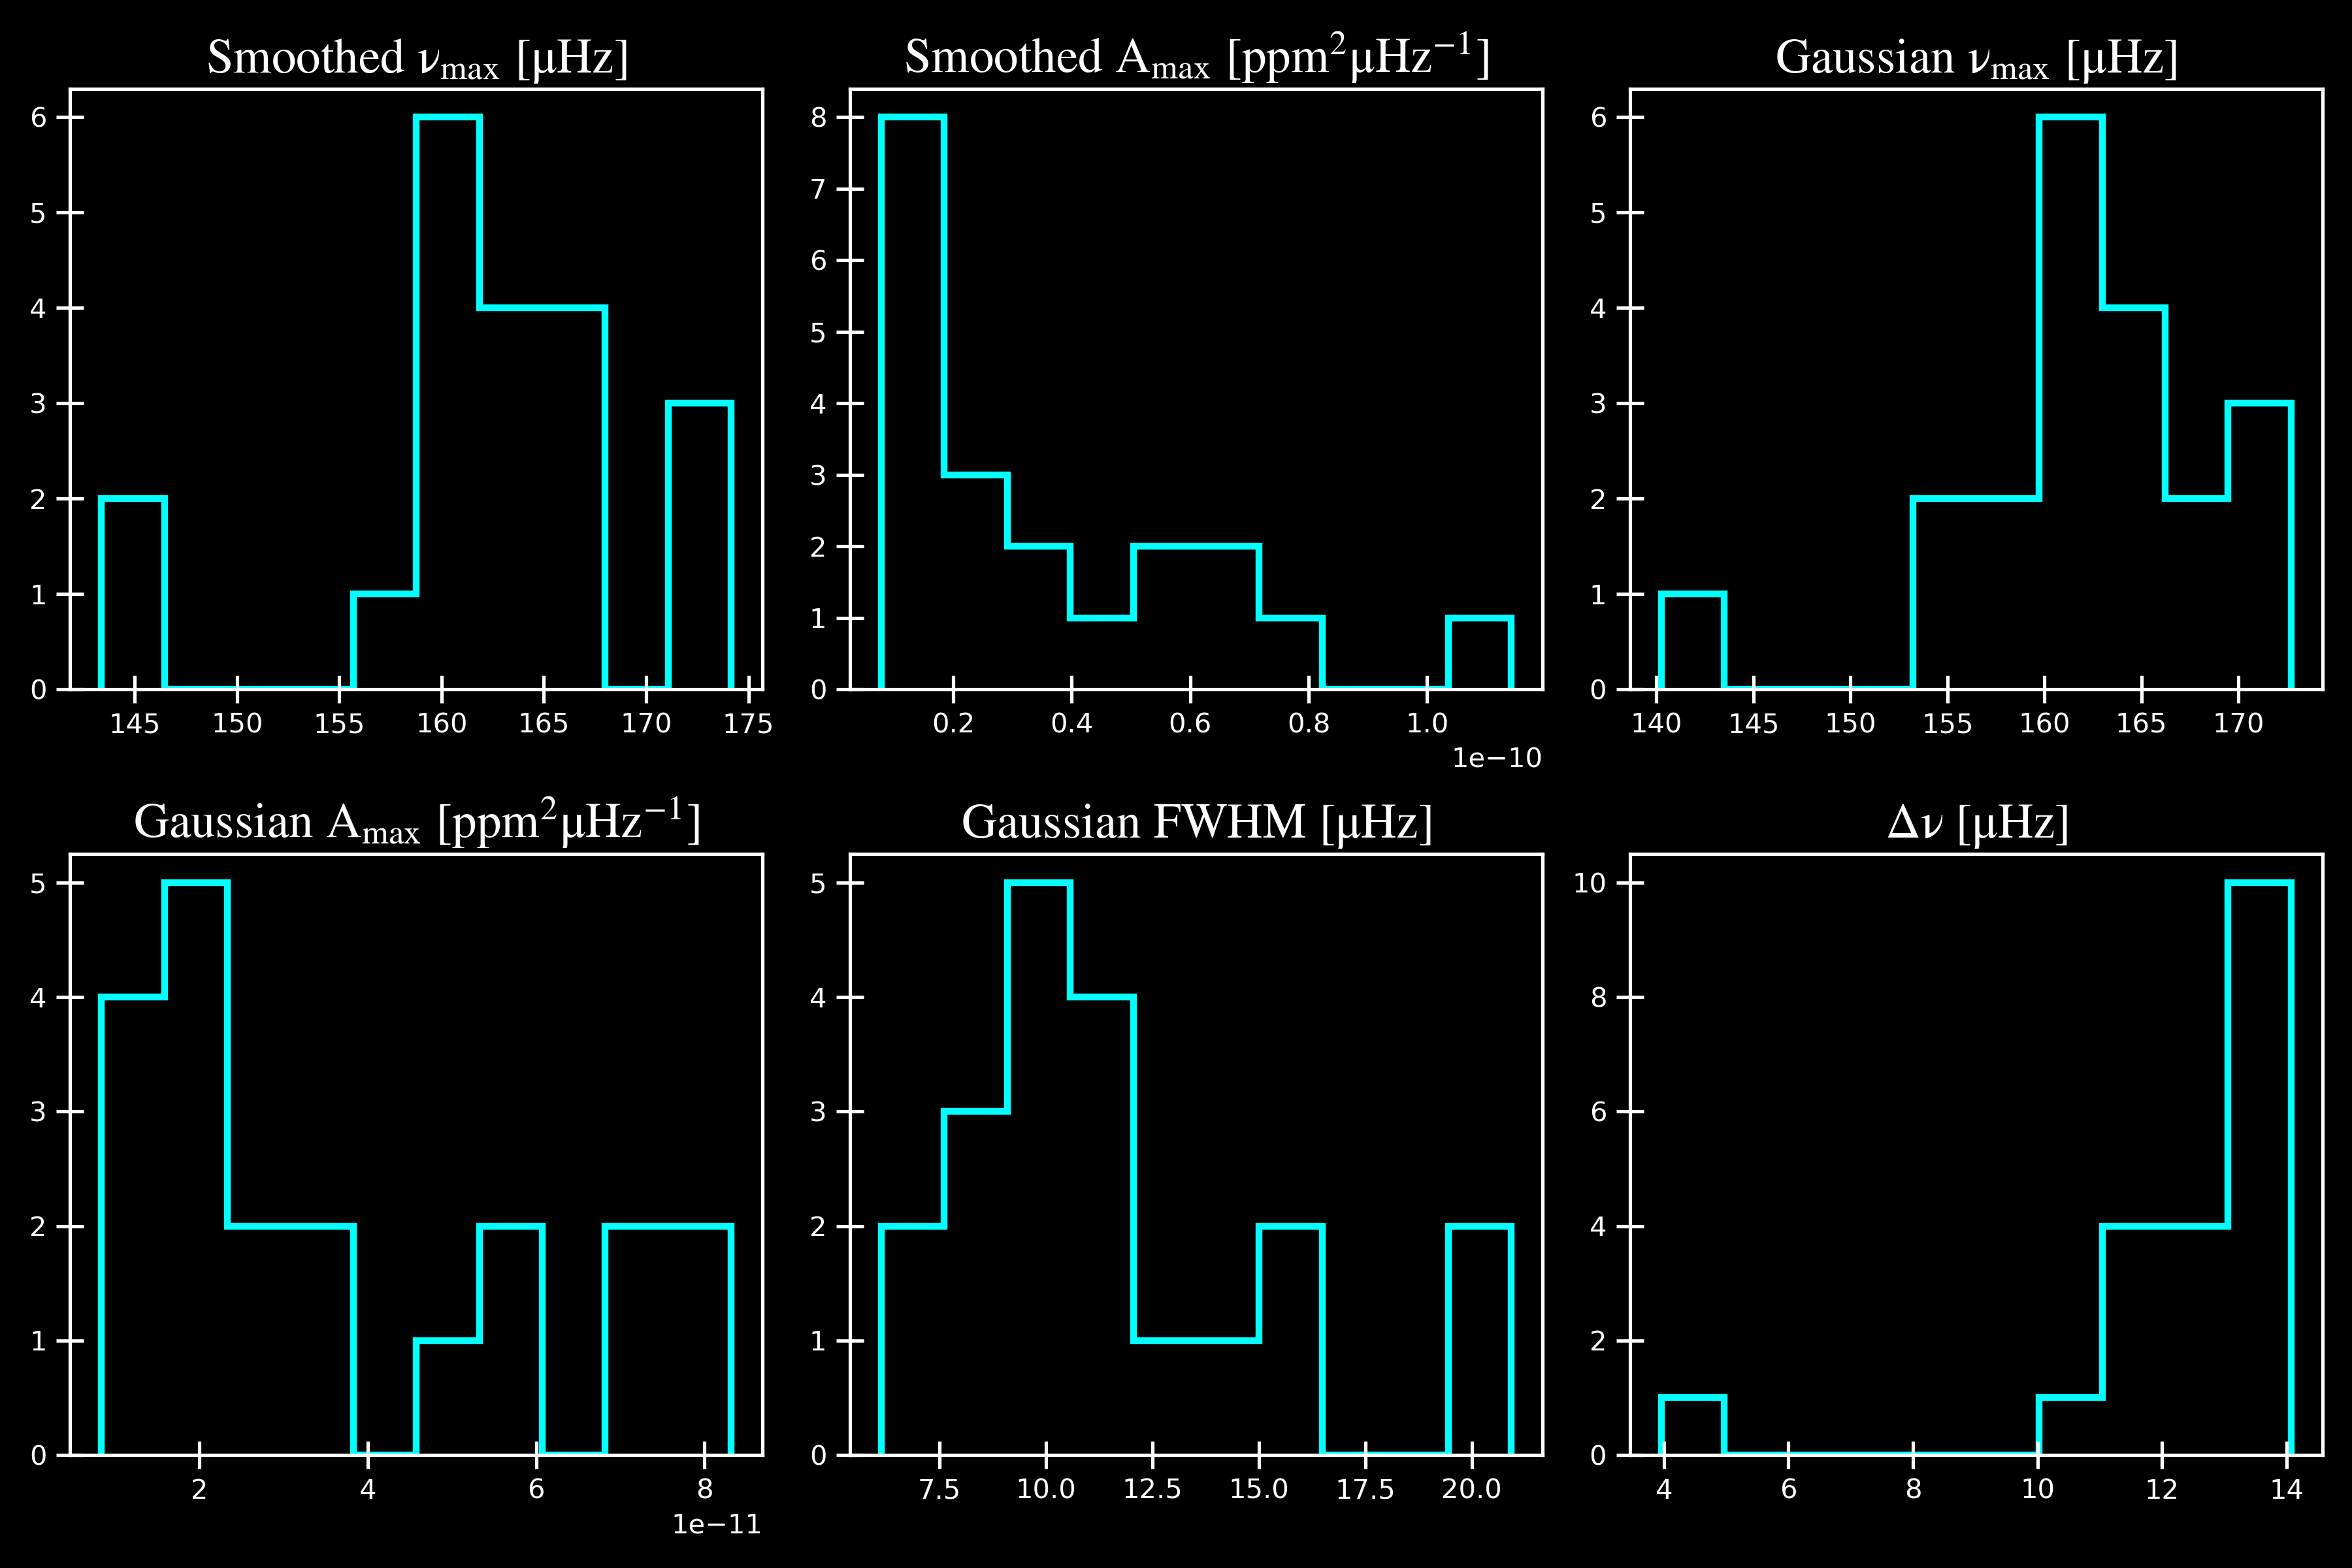 Smoothed ν_max [μHz]
6
5
4
3
2
1
0
145 150 155 160 165 170 175
Smoothed A_max [ppm²μHz⁻¹]
8
7
6
5
4
3
2
1
0
0.2 0.4 0.6 0.8 1.0
1e−10
Gaussian ν_max [μHz]
6
5
4
3
2
1
0
140 145 150 155 160 165 170
Gaussian A_max [ppm²μHz⁻¹]
5
4
3
2
1
0
2 4 6 8
1e−11
Gaussian FWHM [μHz]
5
4
3
2
1
0
7.5 10.0 12.5 15.0 17.5 20.0
Δν [μHz]
10
8
6
4
2
0
4 6 8 10 12 14